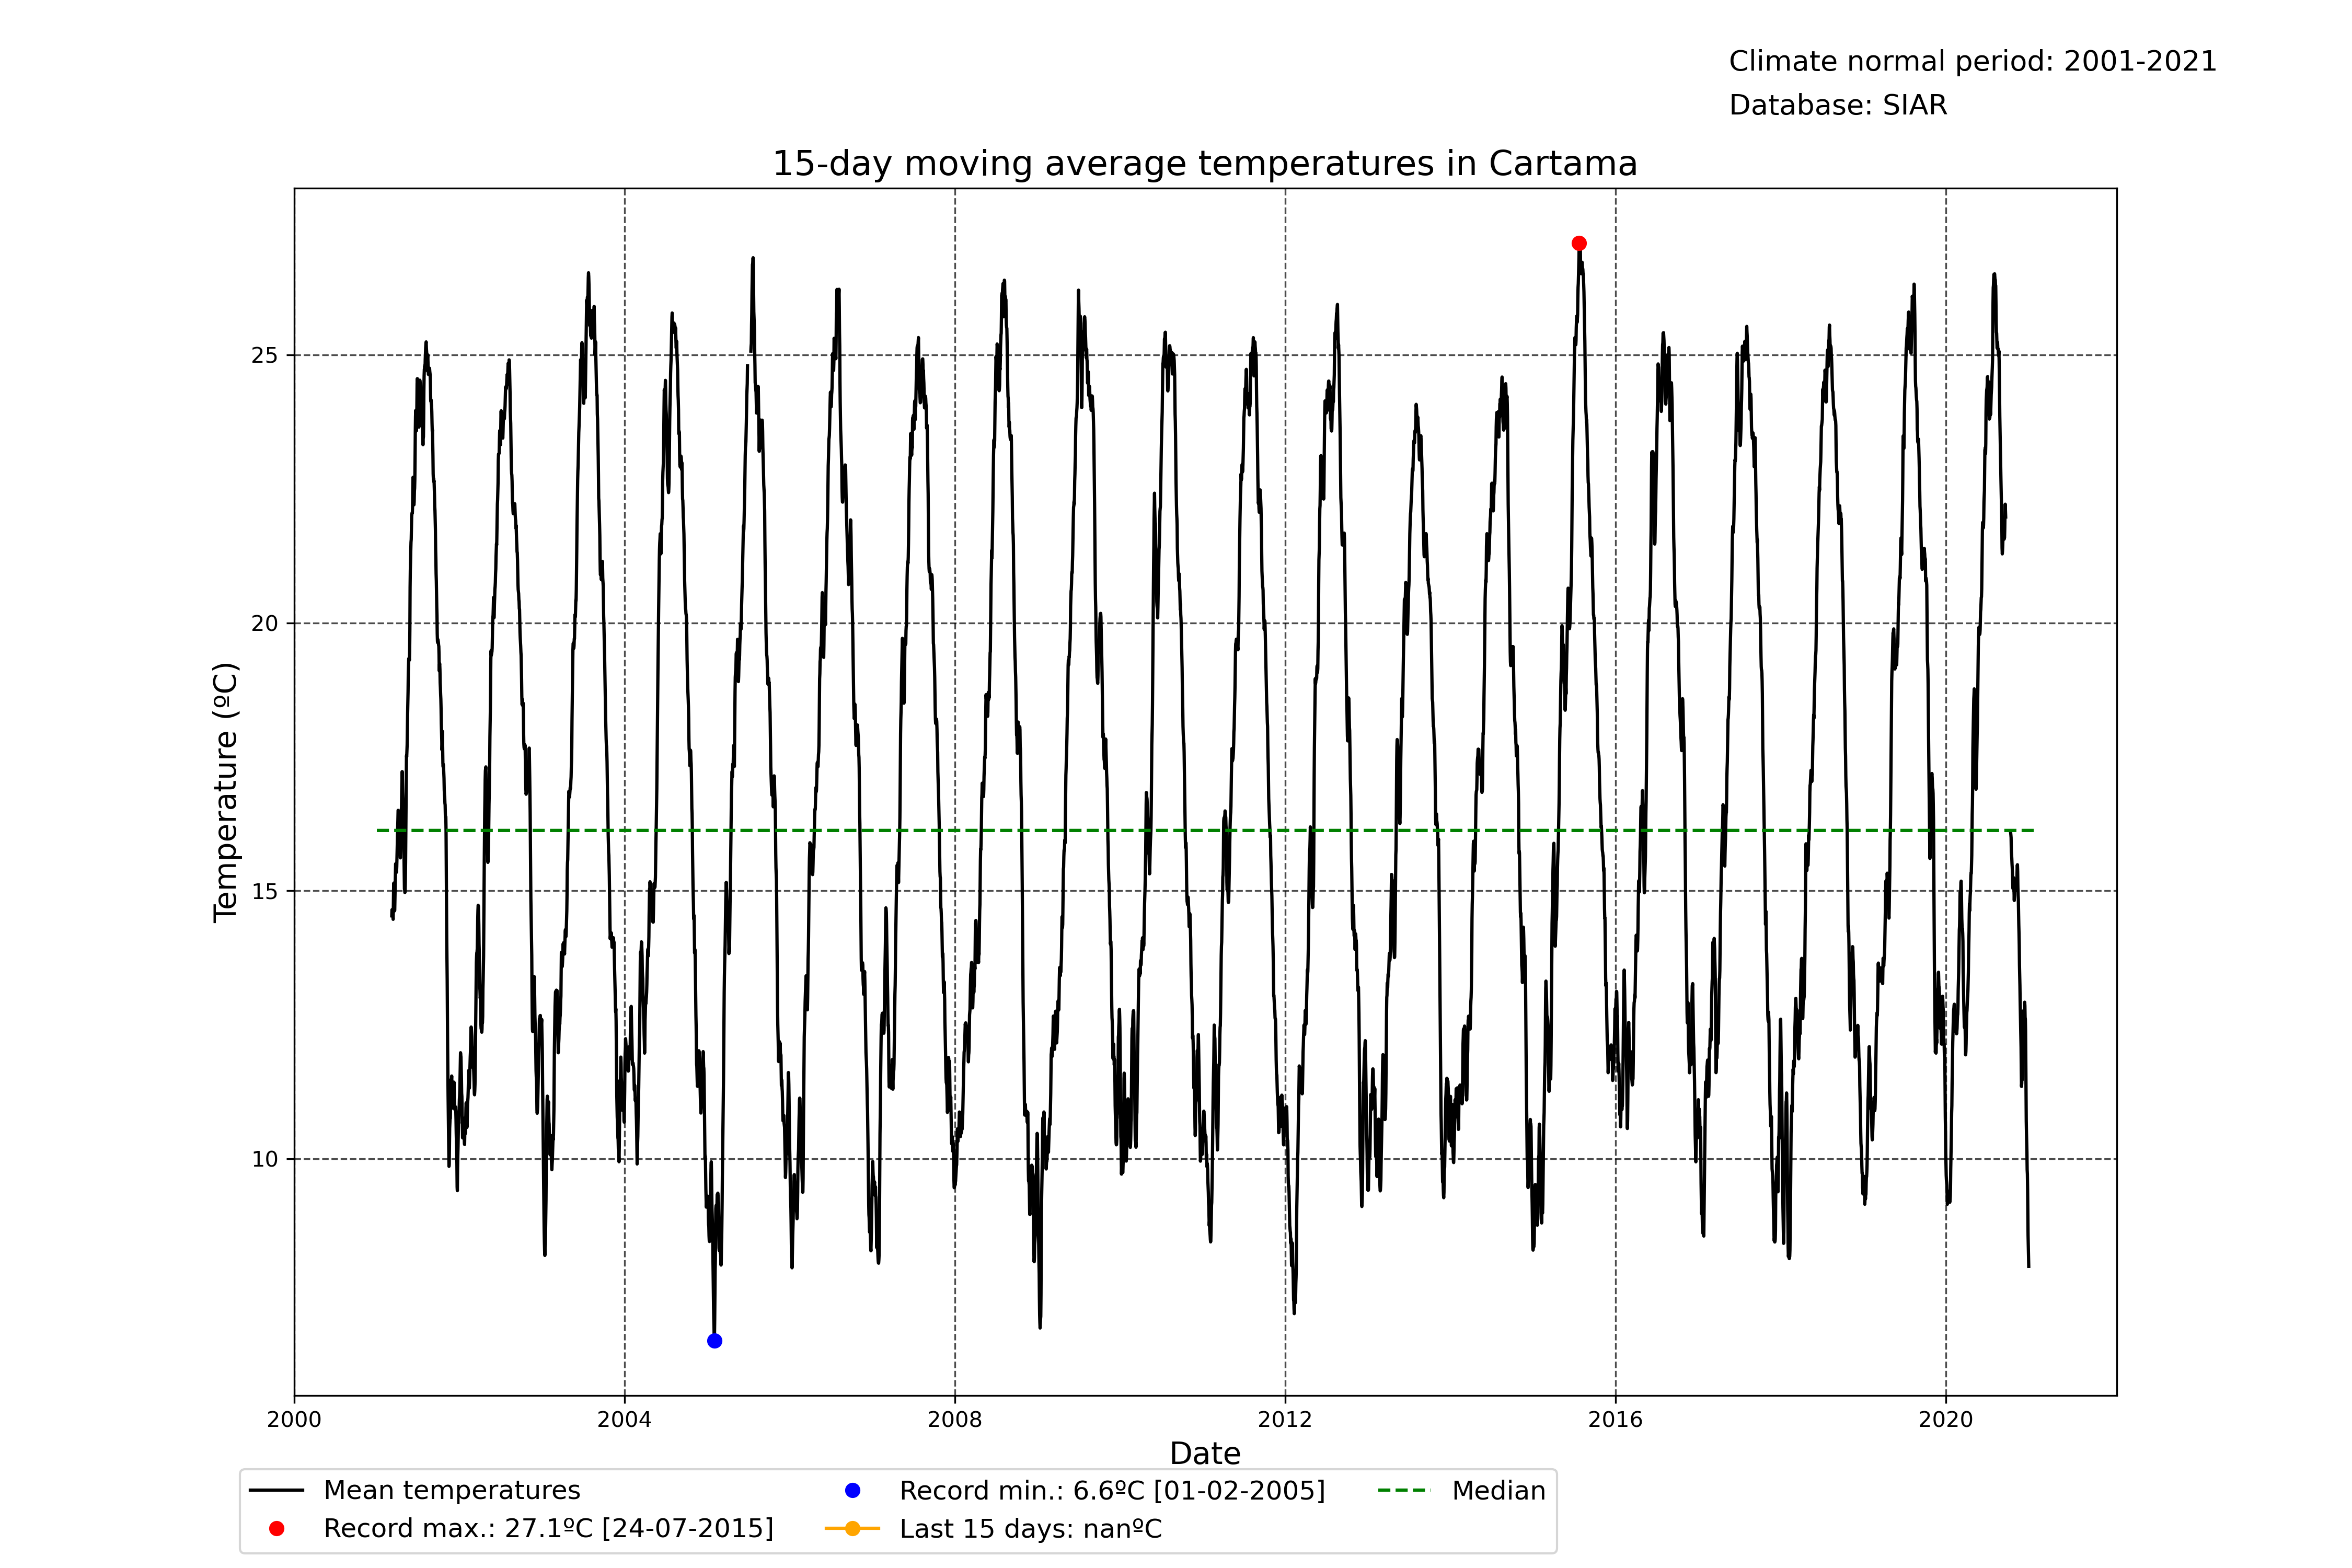 Climate normal period: 2001-2021
Database: SIAR
15-day moving average temperatures in Cartama
25
20
15
10
Temperature (ºC)
2000 2004 2008 2012 2016 2020
Date
Mean temperatures
Record max.: 27.1ºC [24-07-2015]
Record min.: 6.6ºC [01-02-2005]
Last 15 days: nanºC
Median